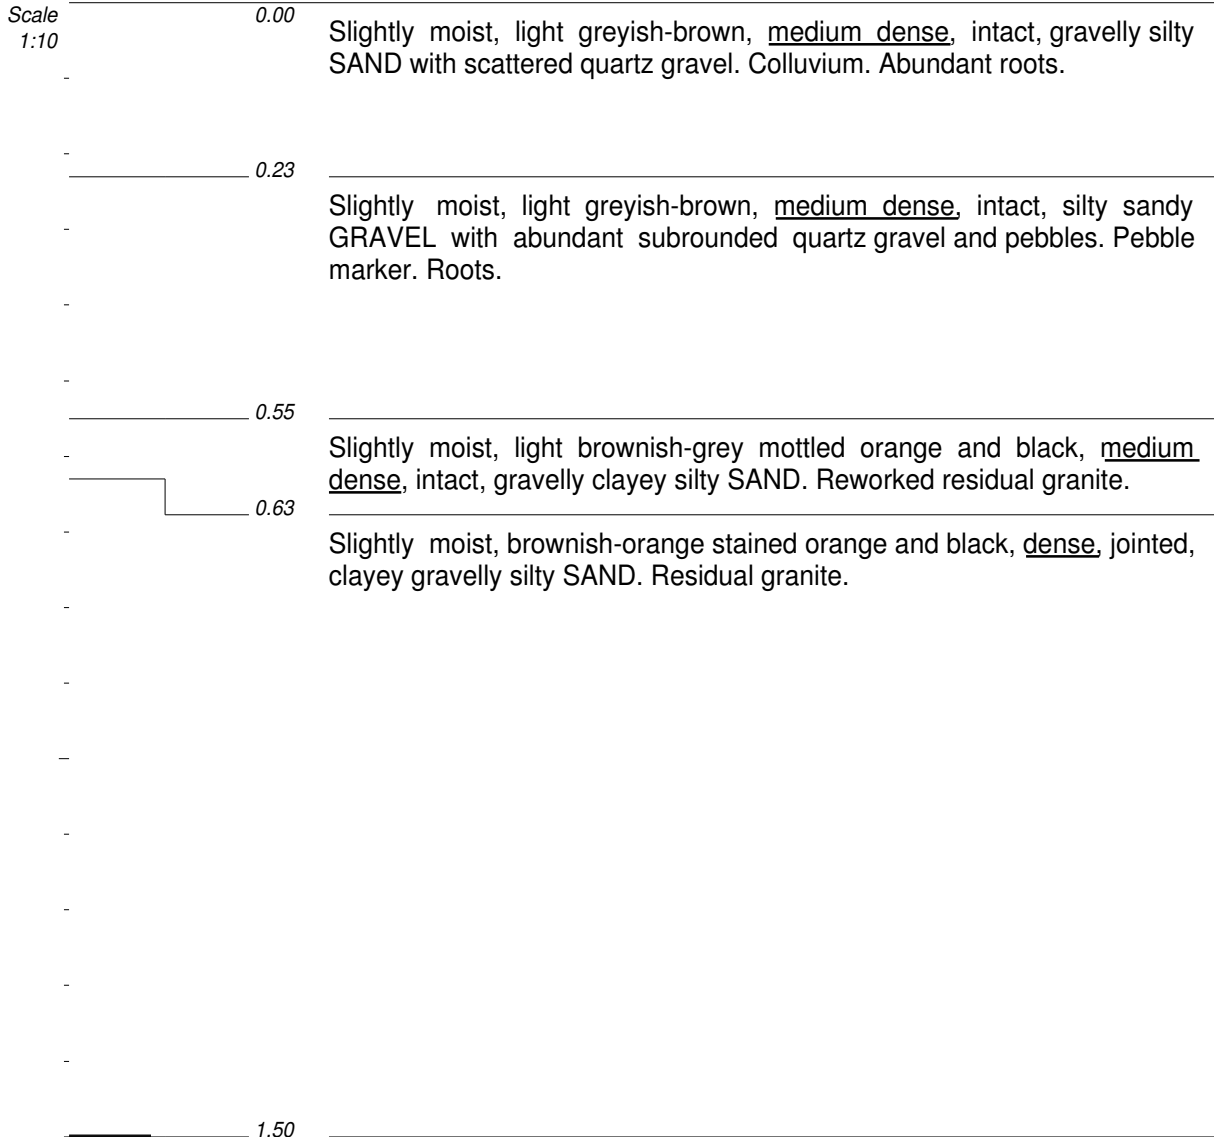 Scale
1:10
0.00
Slightly moist, light greyish-brown, medium dense, intact, gravelly silty
SAND with scattered quartz gravel. Colluvium. Abundant roots.
0.23
Slightly moist, light greyish-brown, medium dense, intact, silty sandy
GRAVEL with abundant subrounded quartz gravel and pebbles. Pebble
marker. Roots.
0.55
Slightly moist, light brownish-grey mottled orange and black, medium
dense, intact, gravelly clayey silty SAND. Reworked residual granite.
0.63
Slightly moist, brownish-orange stained orange and black, dense, jointed,
clayey gravelly silty SAND. Residual granite.
1.50